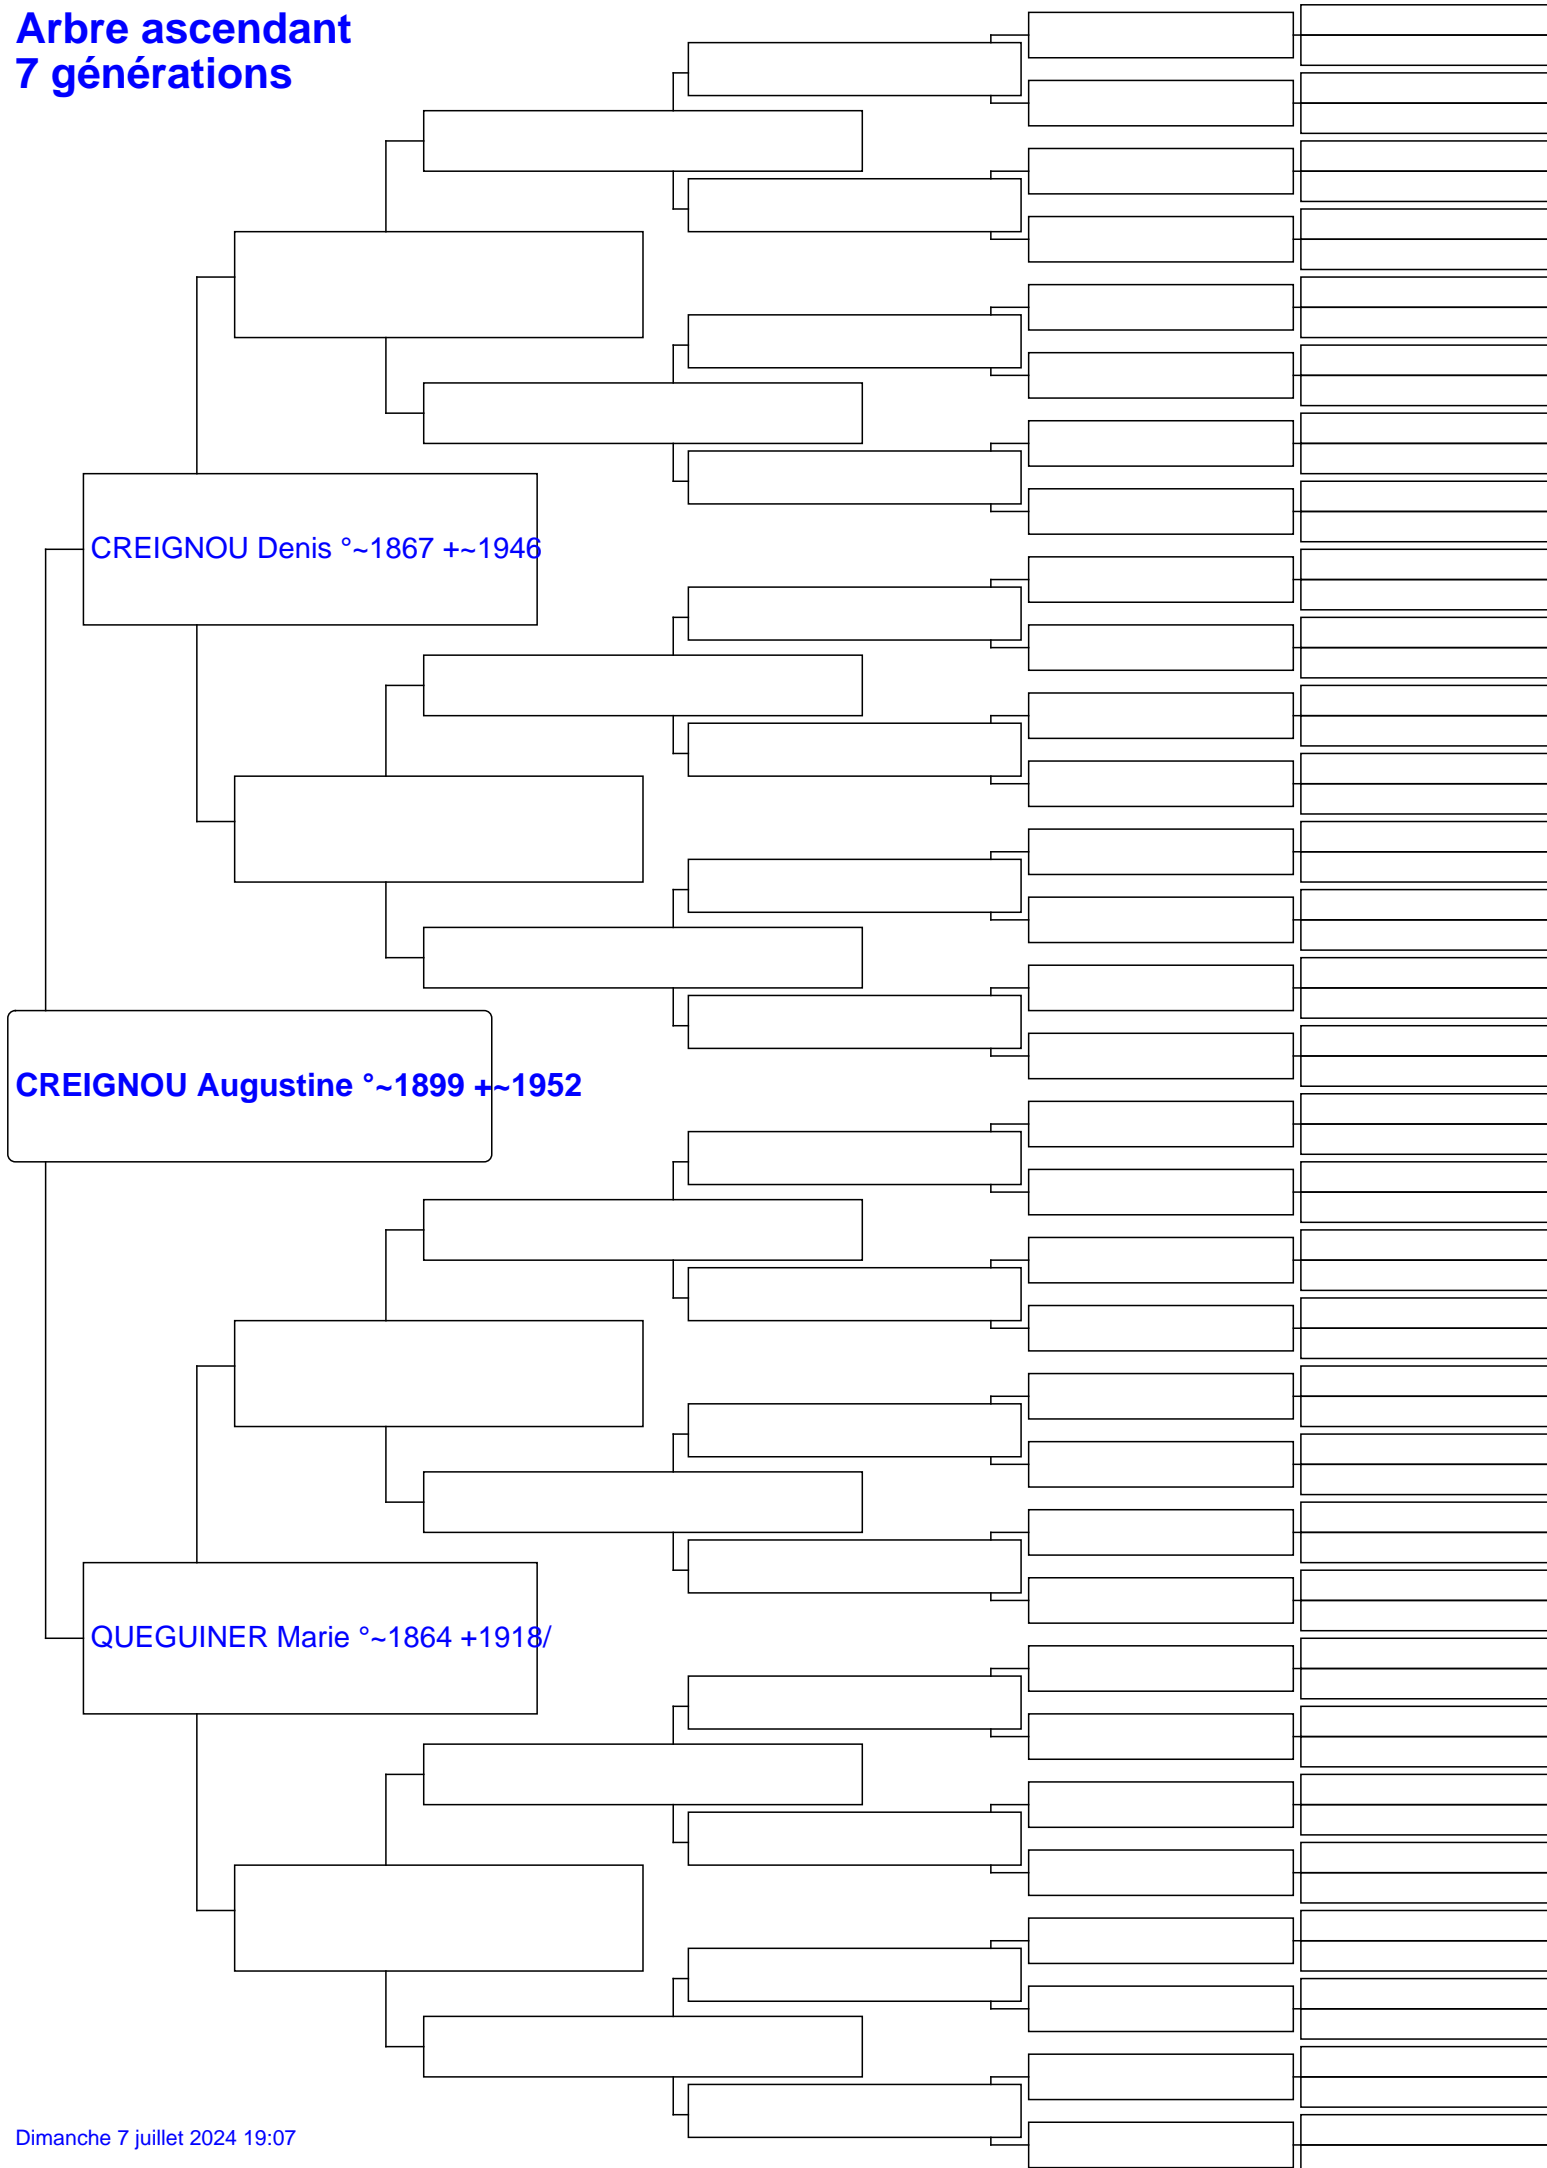 Arbre ascendant
7 générations
CREIGNOU Denis °~1867 +~1946
CREIGNOU Augustine °~1899 +~1952
QUEGUINER Marie °~1864 +1918/
Dimanche 7 juillet 2024 19:07